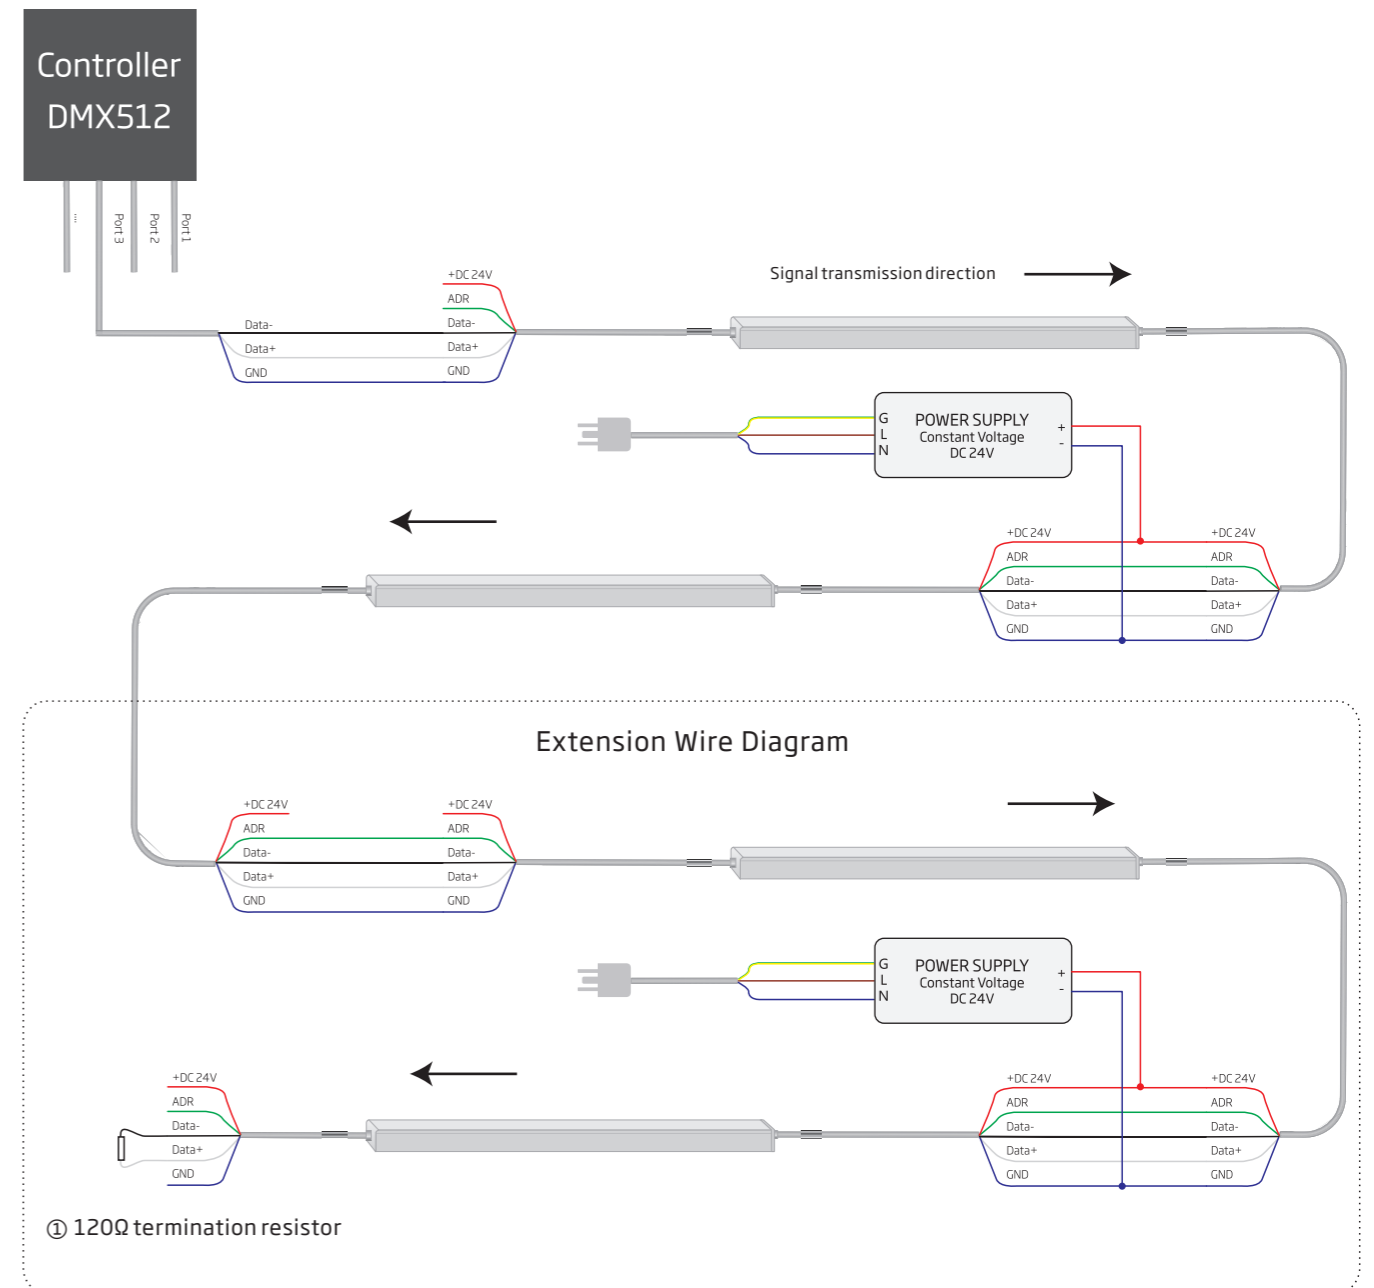 Controller
DMX512
....
Port 3
Port 2
Port 1
Signal transmission direction
+DC 24V
ADR
Data-
Data-
Data+
Data+
GND
GND
G
L
N
POWER SUPPLY
Constant Voltage
DC 24V
+
-
+DC 24V
+DC 24V
ADR
ADR
Data-
Data-
Data+
Data+
GND
GND
Extension Wire Diagram
+DC 24V
+DC 24V
ADR
ADR
Data-
Data-
Data+
Data+
GND
GND
G
L
N
POWER SUPPLY
Constant Voltage
DC 24V
+
-
+DC 24V
ADR
Data-
Data+
GND
+DC 24V
+DC 24V
ADR
ADR
Data-
Data-
Data+
Data+
GND
GND
① 120Ω termination resistor